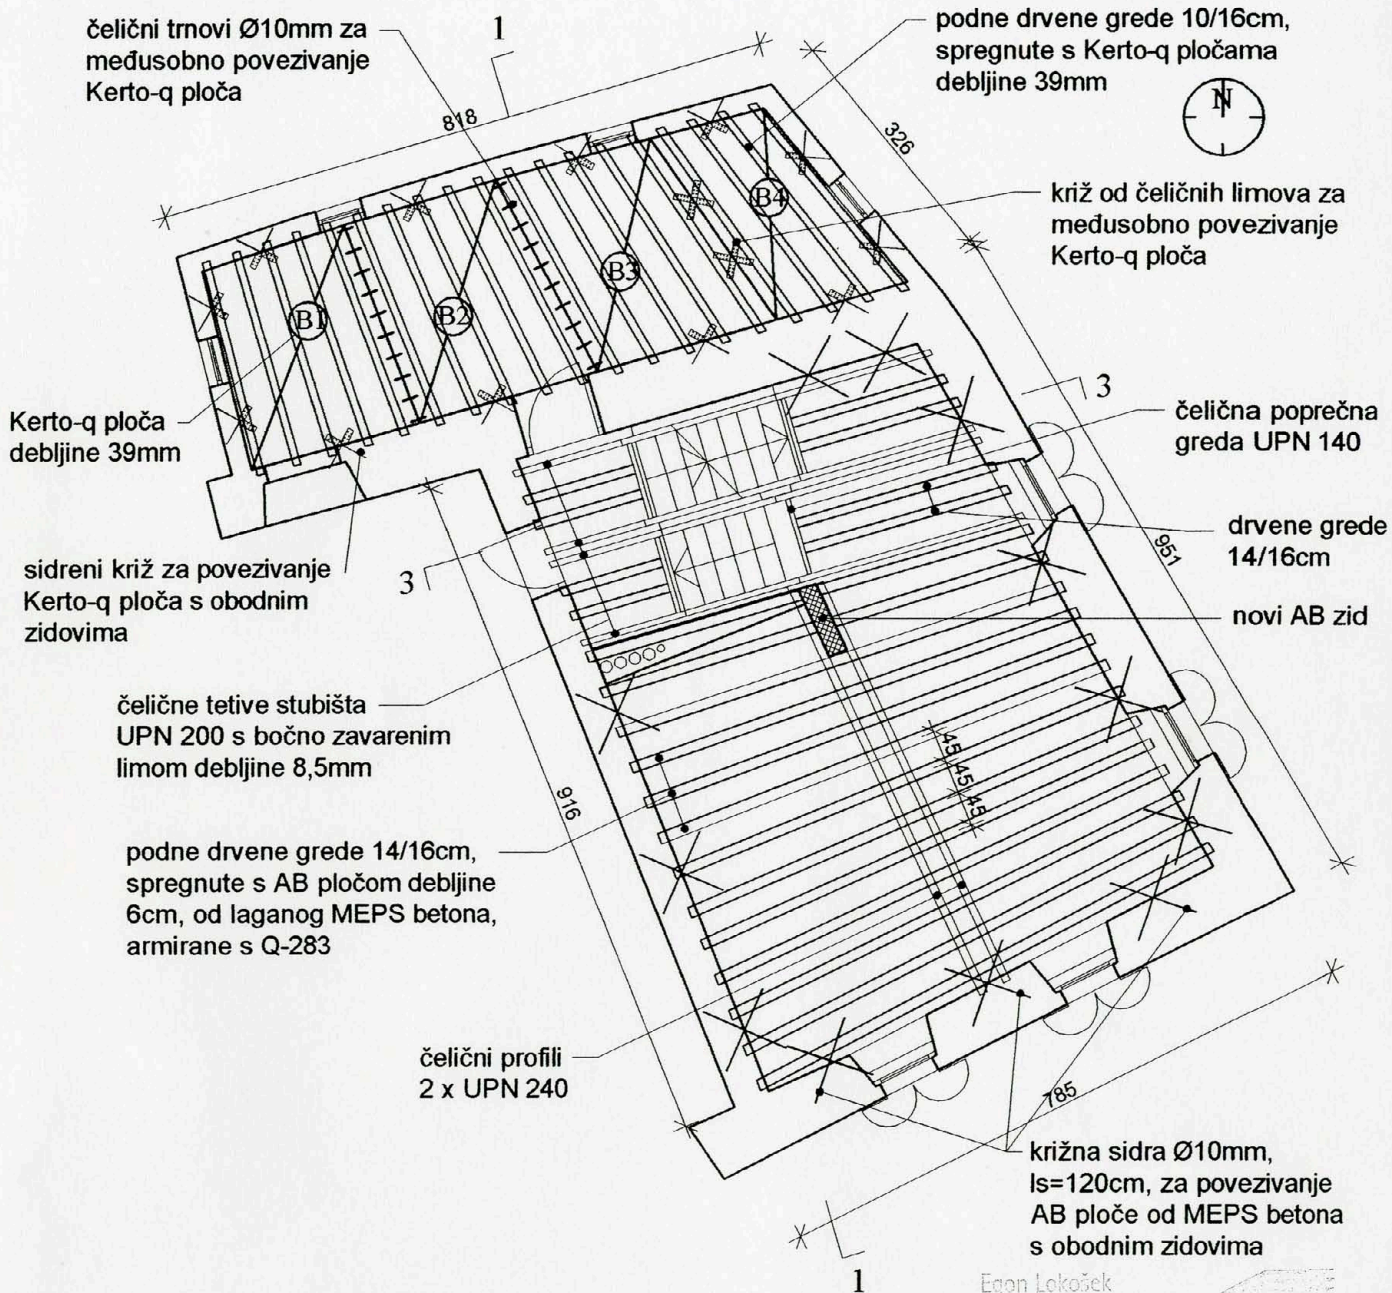 čelični trnovi Ø10mm za
međusobno povezivanje
Kerto-q ploča
1
podne drvene grede 10/16cm,
spregnute s Kerto-q pločama
debljine 39mm
N
818
326
križ od čeličnih limova za
međusobno povezivanje
Kerto-q ploča
B1
B2
B3
B4
Kerto-q ploča
debljine 39mm
3
čelična poprečna
greda UPN 140
drvene grede
14/16cm
951
sidreni križ za povezivanje
Kerto-q ploča s obodnim
zidovima
3
novi AB zid
čelične tetive stubišta
UPN 200 s bočno zavarenim
limom debljine 8,5mm
45
45
45
916
podne drvene grede 14/16cm,
spregnute s AB pločom debljine
6cm, od laganog MEPS betona,
armirane s Q-283
čelični profili
2 x UPN 240
785
križna sidra Ø10mm,
ls=120cm, za povezivanje
AB ploče od MEPS betona
s obodnim zidovima
1
Egon Lokošek